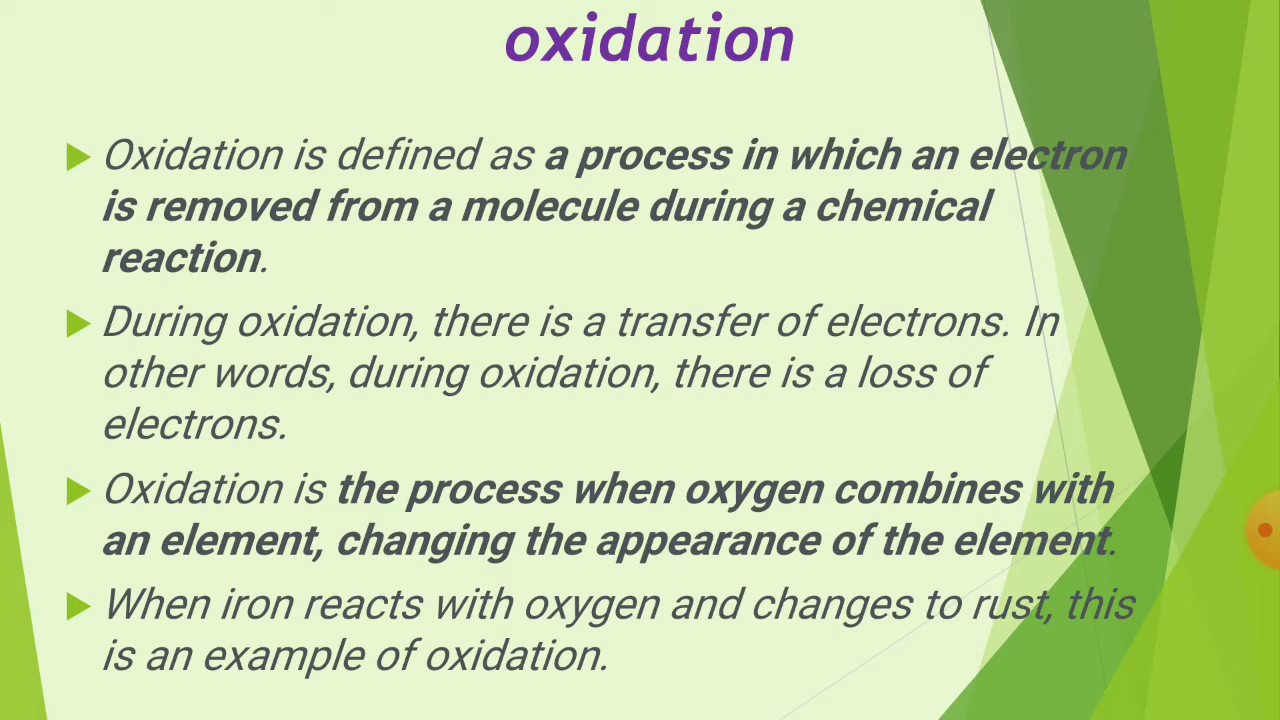 oxidation
Oxidation is defined as a process in which an electron
is removed from a molecule during a chemical
reaction.
During oxidation, there is a transfer of electrons. In
other words, during oxidation, there is a loss of
electrons.
Oxidation is the process when oxygen combines with
an element, changing the appearance of the element.
When iron reacts with oxygen and changes to rust, this
is an example of oxidation.